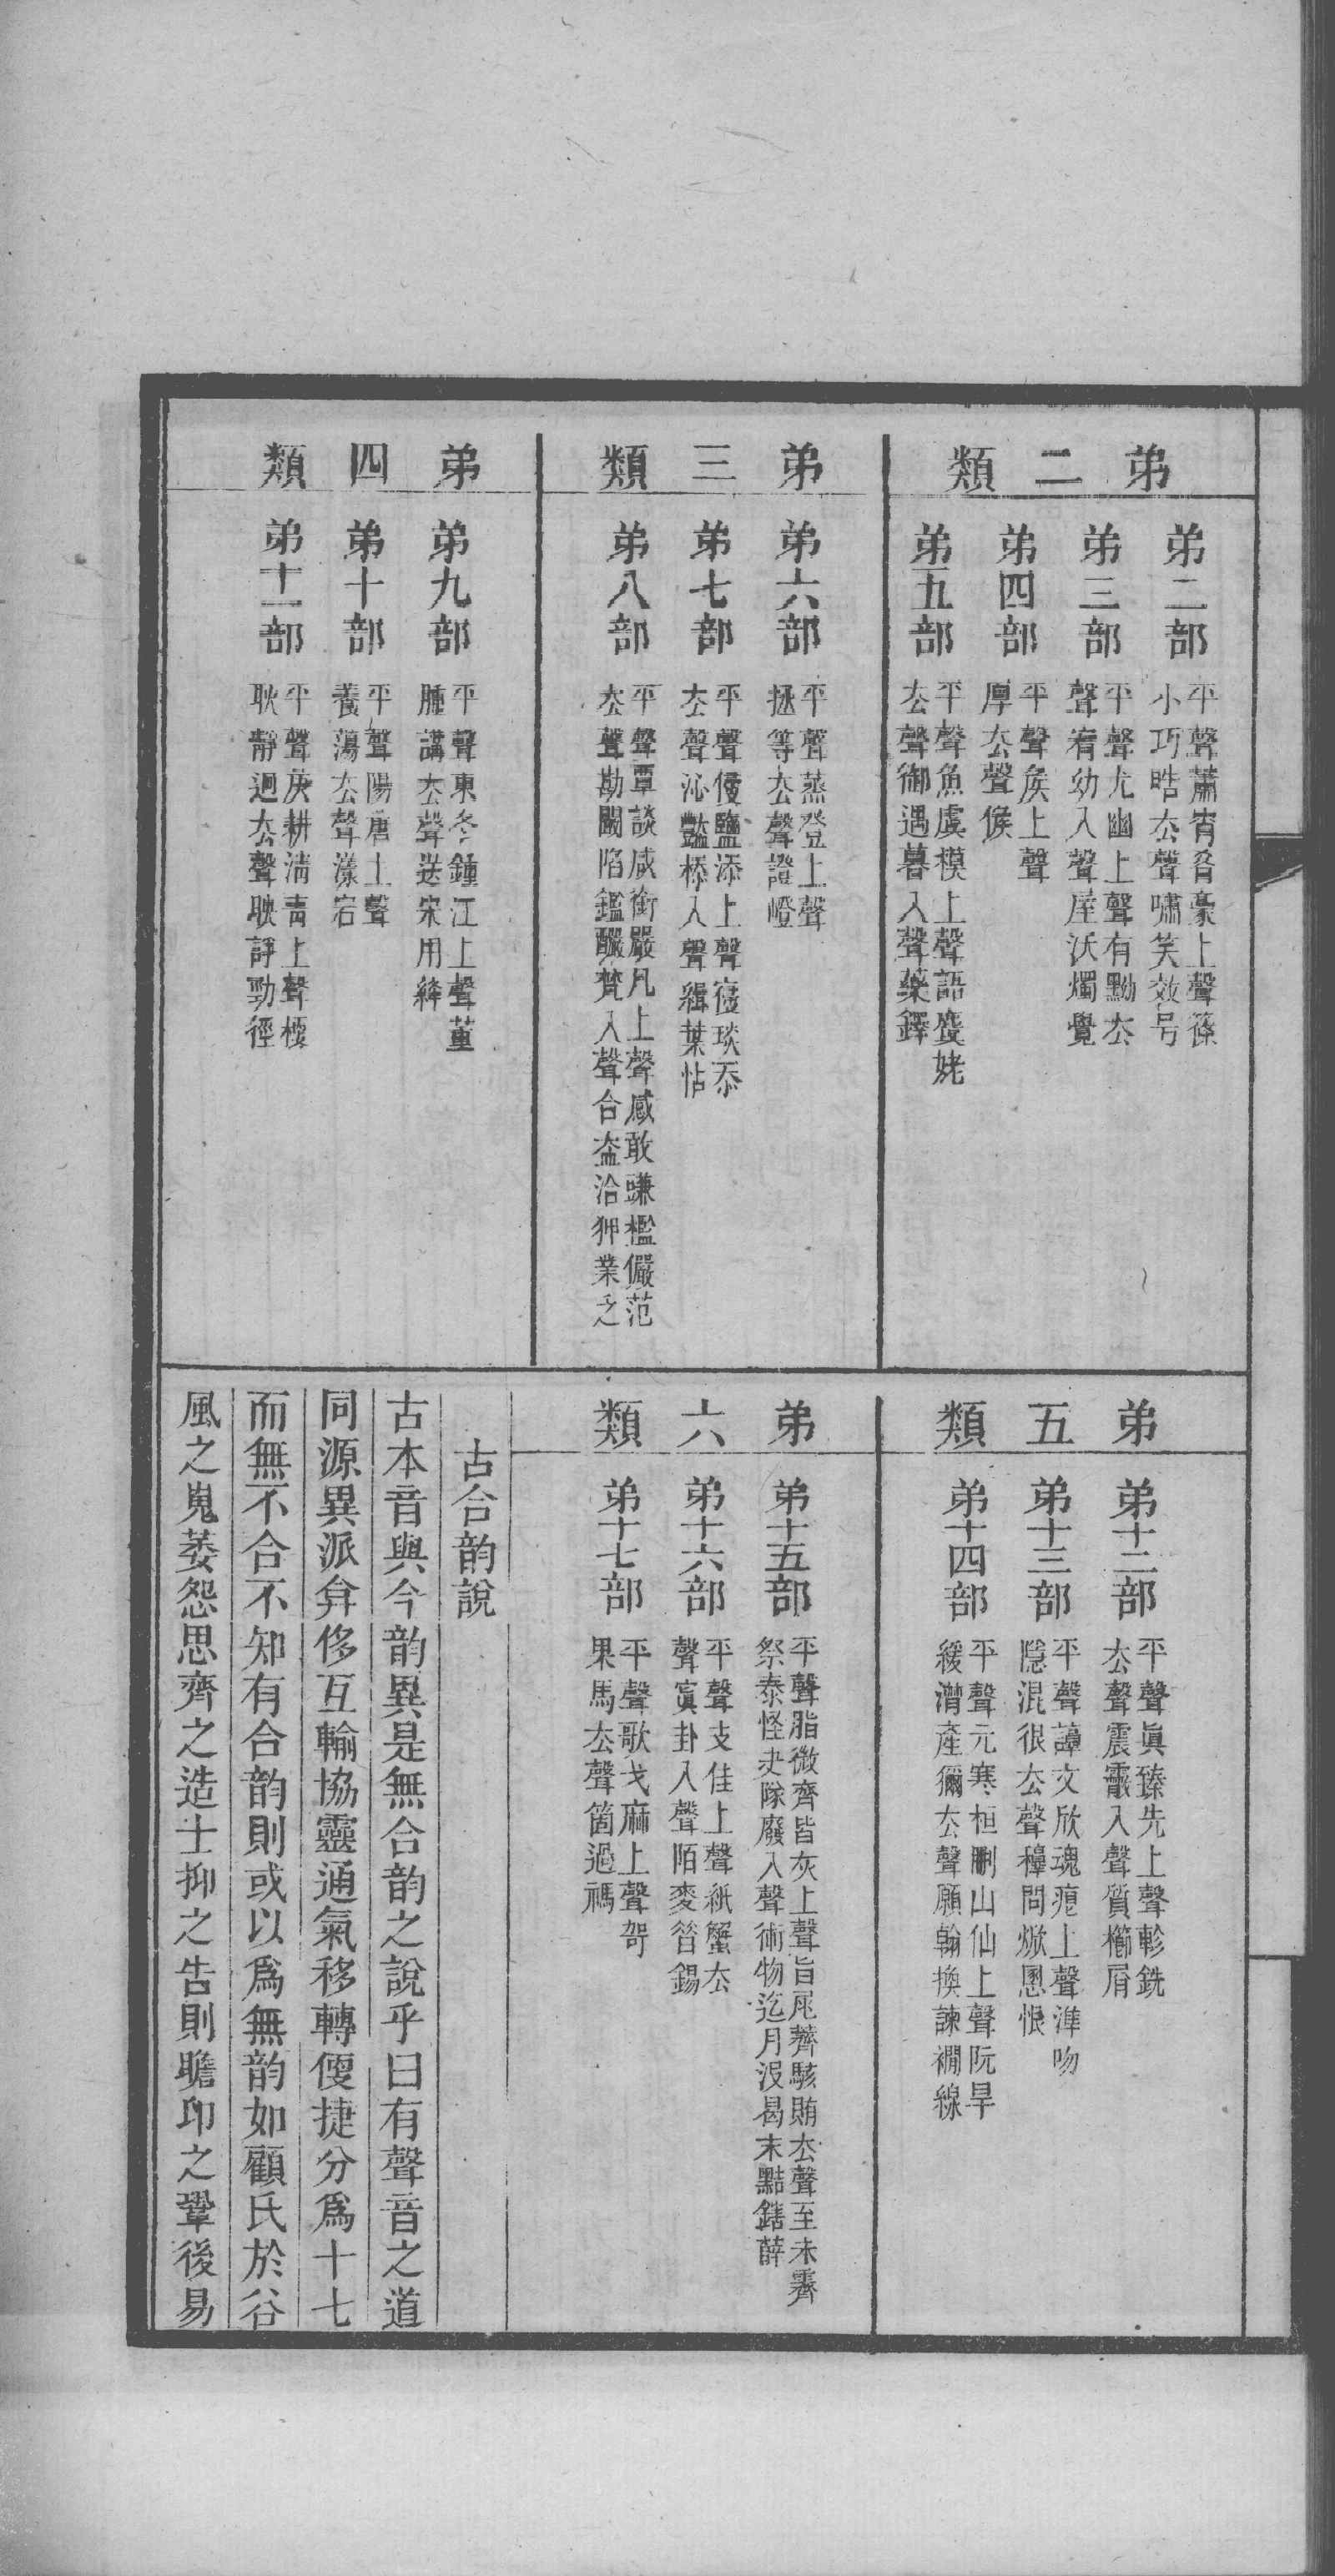 弟二類
弟二部
平聲蕭宵肴豪上聲篠
小巧晧厺聲嘯笑效号
弟三部
平聲尤幽上聲有黝厺
聲宥幼入聲屋沃燭覺
弟四部
平聲矦上聲
厚厺聲候
弟五部
平聲魚虞模上聲語麌姥
厺聲御遇暮入聲藥鐸
弟三類
弟六部
平聲蒸登上聲
拯等厺聲證嶝
弟七部
平聲侵鹽添上聲寑琰忝
厺聲沁豔㮇入聲緝葉怗
弟八部
平聲覃談咸銜嚴凡上聲感敢豏檻儼范
厺聲勘闞陷鑑釅梵入聲合盍洽狎業乏
弟四類
弟九部
平聲東冬鍾江上聲董
腫講厺聲送宋用絳
弟十部
平聲陽唐上聲
養蕩厺聲漾宕
弟十一部
平聲庚耕淸靑上聲梗
耿靜迥厺聲映諍勁徑
弟五類
弟十二部
平聲眞臻先上聲軫銑
厺聲震霰入聲質櫛屑
弟十三部
平聲諄文欣魂痕上聲準吻
隱混很厺聲稕問焮慁恨
弟十四部
平聲元寒桓刪山仙上聲阮旱
緩潸產獮厺聲願翰換諫襉線
弟六類
弟十五部
平聲脂微齊皆灰上聲旨尾薺駭賄厺聲至未霽
祭泰怪夬隊廢入聲術物迄月沒曷末黠鎋薛
弟十六部
平聲支佳上聲紙蟹厺
聲寘卦入聲陌麥昔錫
弟十七部
平聲歌戈麻上聲哿
果馬厺聲箇過禡
古合韵說
古本音與今韵異是無合韵之說乎曰有聲音之道
同源異派弇侈互輸協靈通氣移轉便捷分爲十七
而無不合不知有合韵則或以爲無韵如顧氏於谷
風之嵬萎怨思齊之造士抑之告則瞻卬之鞏後易